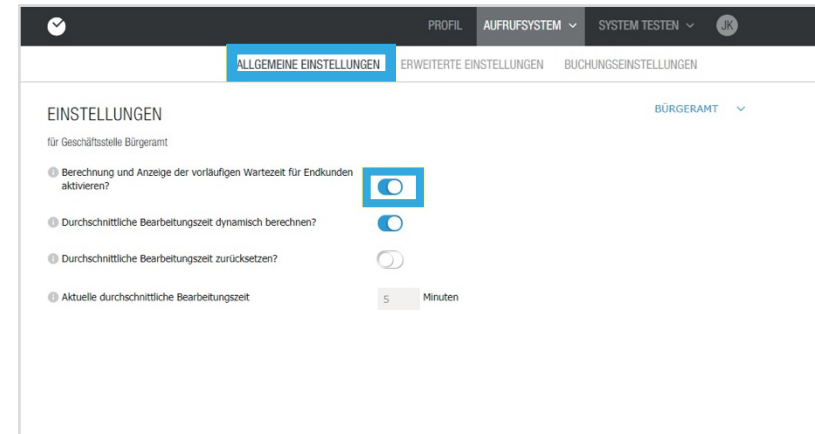 PROFIL AUFRUFSYSTEM SYSTEM TESTEN JK
ALLGEMEINE EINSTELLUNGEN ERWEITERTE EINSTELLUNGEN BUCHUNGSEINSTELLUNGEN
EINSTELLUNGEN
BÜRGERAMT
für Geschäftsstelle Bürgeramt
Berechnung und Anzeige der vorläufigen Wartezeit für Endkunden
aktivieren?
Durchschnittliche Bearbeitungszeit dynamisch berechnen?
Durchschnittliche Bearbeitungszeit zurücksetzen?
Aktuelle durchschnittliche Bearbeitungszeit 5 Minuten